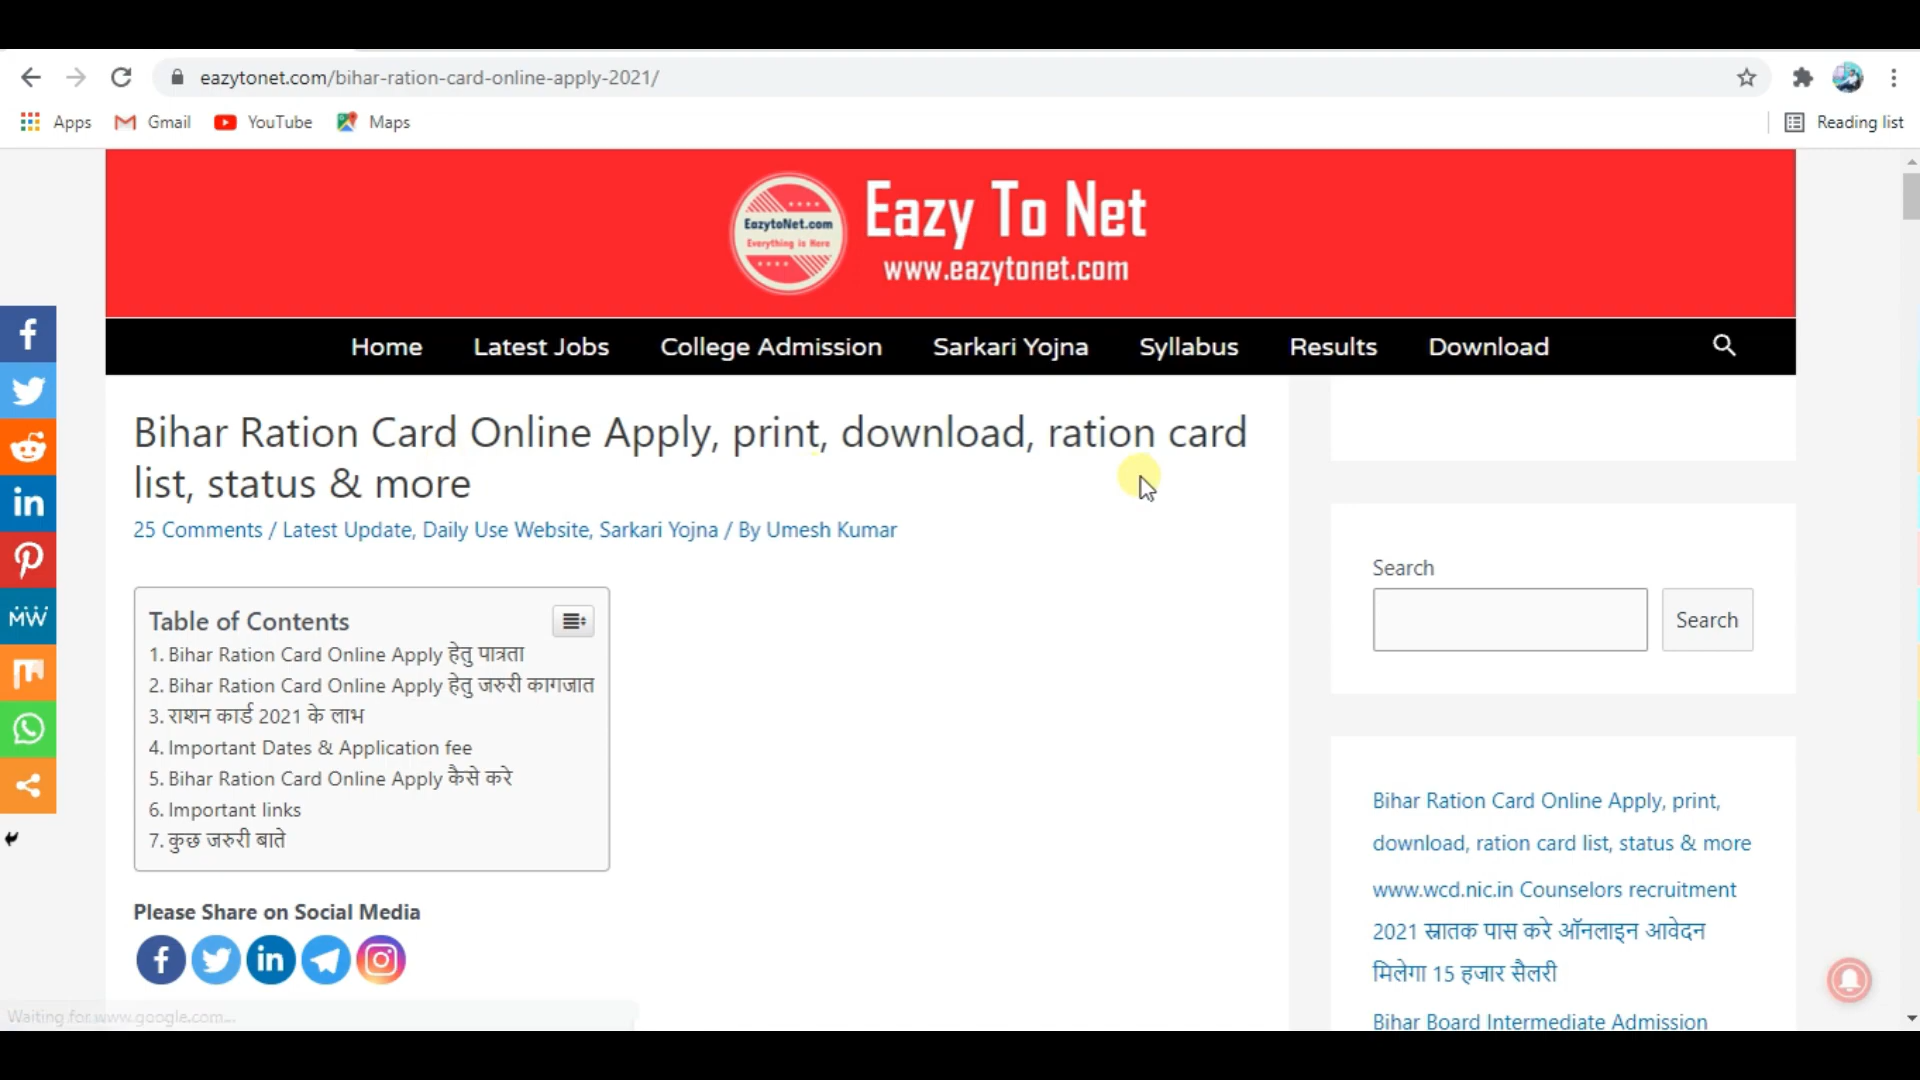 eazytonet.com/bihar-ration-card-online-apply-2021/
Apps Gmail YouTube Maps Reading list
EazytoNet.com
Everything is Here
Eazy To Net
www.eazytonet.com
Home Latest Jobs College Admission Sarkari Yojna Syllabus Results Download
Bihar Ration Card Online Apply, print, download, ration card
list, status & more
25 Comments / Latest Update, Daily Use Website, Sarkari Yojna / By Umesh Kumar
Table of Contents
1. Bihar Ration Card Online Apply हेतु पात्रता
2. Bihar Ration Card Online Apply हेतु जरुरी कागजात
3. राशन कार्ड 2021 के लाभ
4. Important Dates & Application fee
5. Bihar Ration Card Online Apply कैसे करे
6. Important links
7. कुछ जरुरी बाते
Please Share on Social Media
Search
Search
Bihar Ration Card Online Apply, print,
download, ration card list, status & more
www.wcd.nic.in Counselors recruitment
2021 स्नातक पास करे ऑनलाइन आवेदन
मिलेगा 15 हजार सैलरी
Bihar Board Intermediate Admission
Waiting for www.google.com...